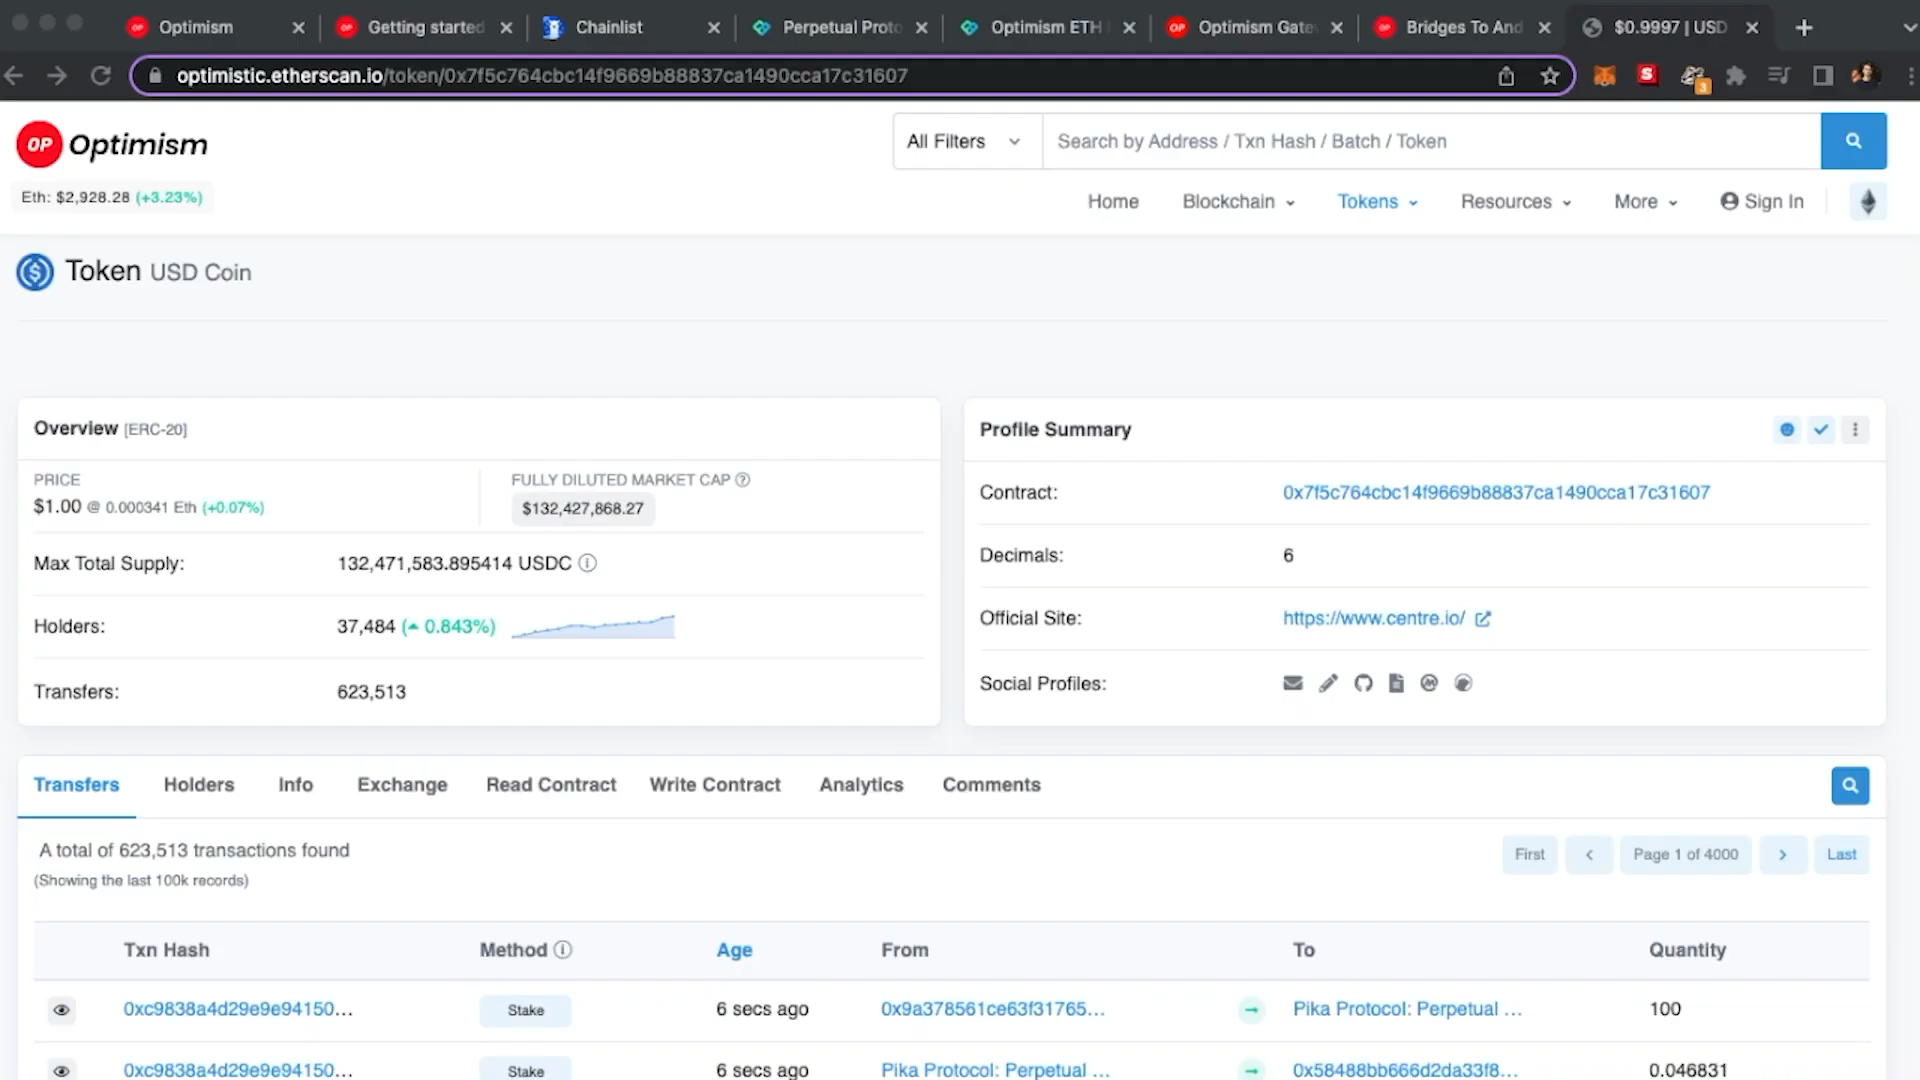 Optimism
Getting started
Chainlist
Perpetual Proto
Optimism ETH
Optimism Gate
Bridges To And
$0.9997 | USD
optimistic.etherscan.io/token/0x7f5c764cbc14f9669b88837ca1490cca17c31607
S
3
OP Optimism
All Filters
Search by Address / Txn Hash / Batch / Token
Eth: $2,928.28 (+3.23%)
Home
Blockchain
Tokens
Resources
More
Sign In
Token USD Coin
Overview [ERC-20]
PRICE
$1.00 @ 0.000341 Eth (+0.07%)
FULLY DILUTED MARKET CAP
$132,427,868.27
Max Total Supply:
132,471,583.895414 USDC
Holders:
37,484 (0.843%)
Transfers:
623,513
Profile Summary
Contract:
0x7f5c764cbc14f9669b88837ca1490cca17c31607
Decimals:
6
Official Site:
https://www.centre.io/
Social Profiles:
Transfers
Holders
Info
Exchange
Read Contract
Write Contract
Analytics
Comments
A total of 623,513 transactions found
(Showing the last 100k records)
First
Page 1 of 4000
Last
Txn Hash
Method
Age
From
To
Quantity
0xc9838a4d29e9e94150...
Stake
6 secs ago
0x9a378561ce63f31765...
Pika Protocol: Perpetual ...
100
0xc9838a4d29e9e94150...
Stake
6 secs ago
Pika Protocol: Perpetual ...
0x58488bb666d2da33f8...
0.046831